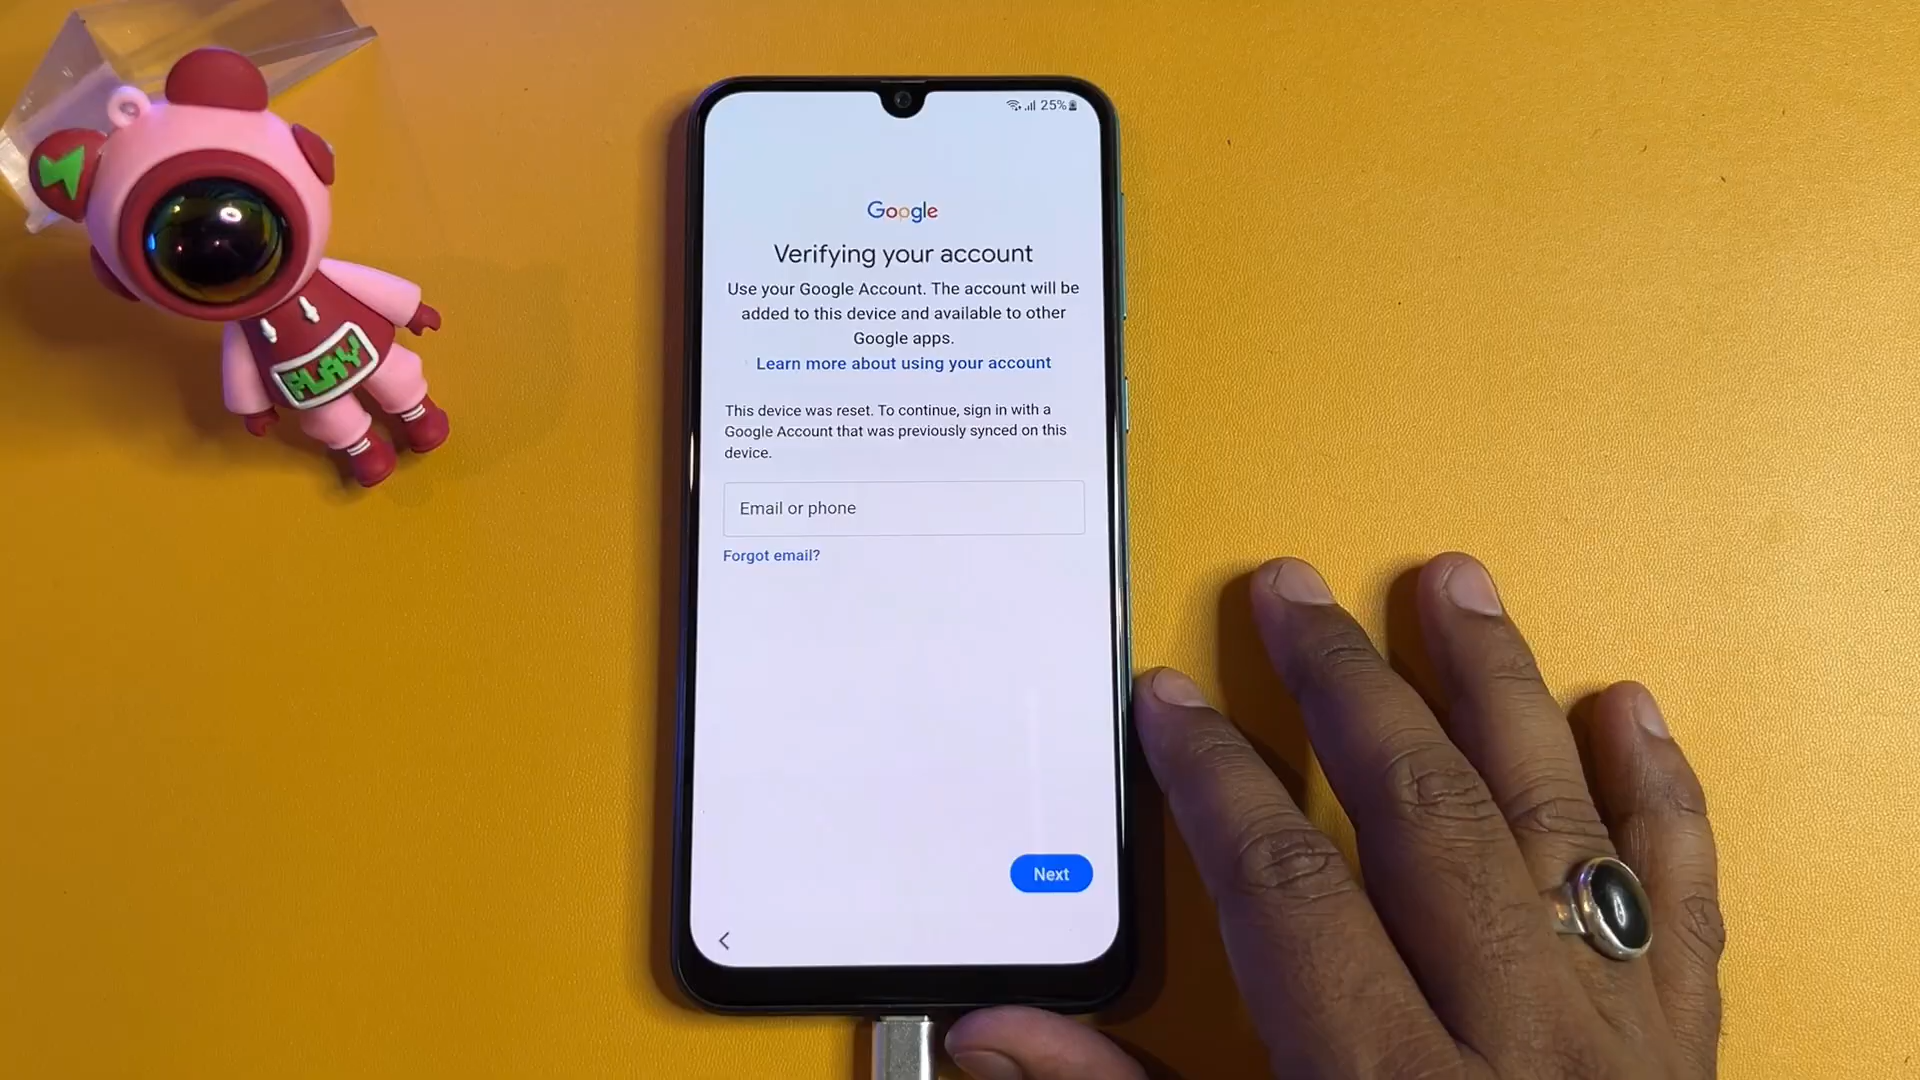 25%
Google
Verifying your account
Use your Google Account. The account will be
added to this device and available to other
Google apps.
Learn more about using your account
This device was reset. To continue, sign in with a
Google Account that was previously synced on this
device.
Email or phone
Forgot email?
Next
PLAY